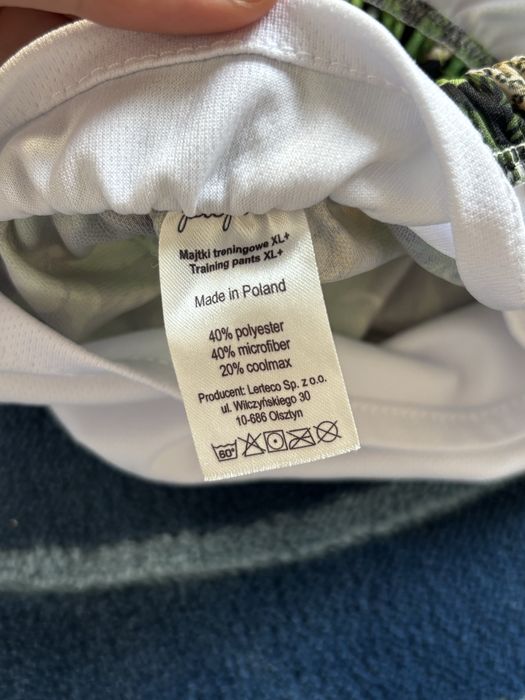 Majtki treningowe XL+
Training pants XL+
Made in Poland
40% polyester
40% microfiber
20% coolmax
Producent: Lerteco Sp. z o.o.
ul. Wilczyńskiego 30
10-686 Olsztyn
60°